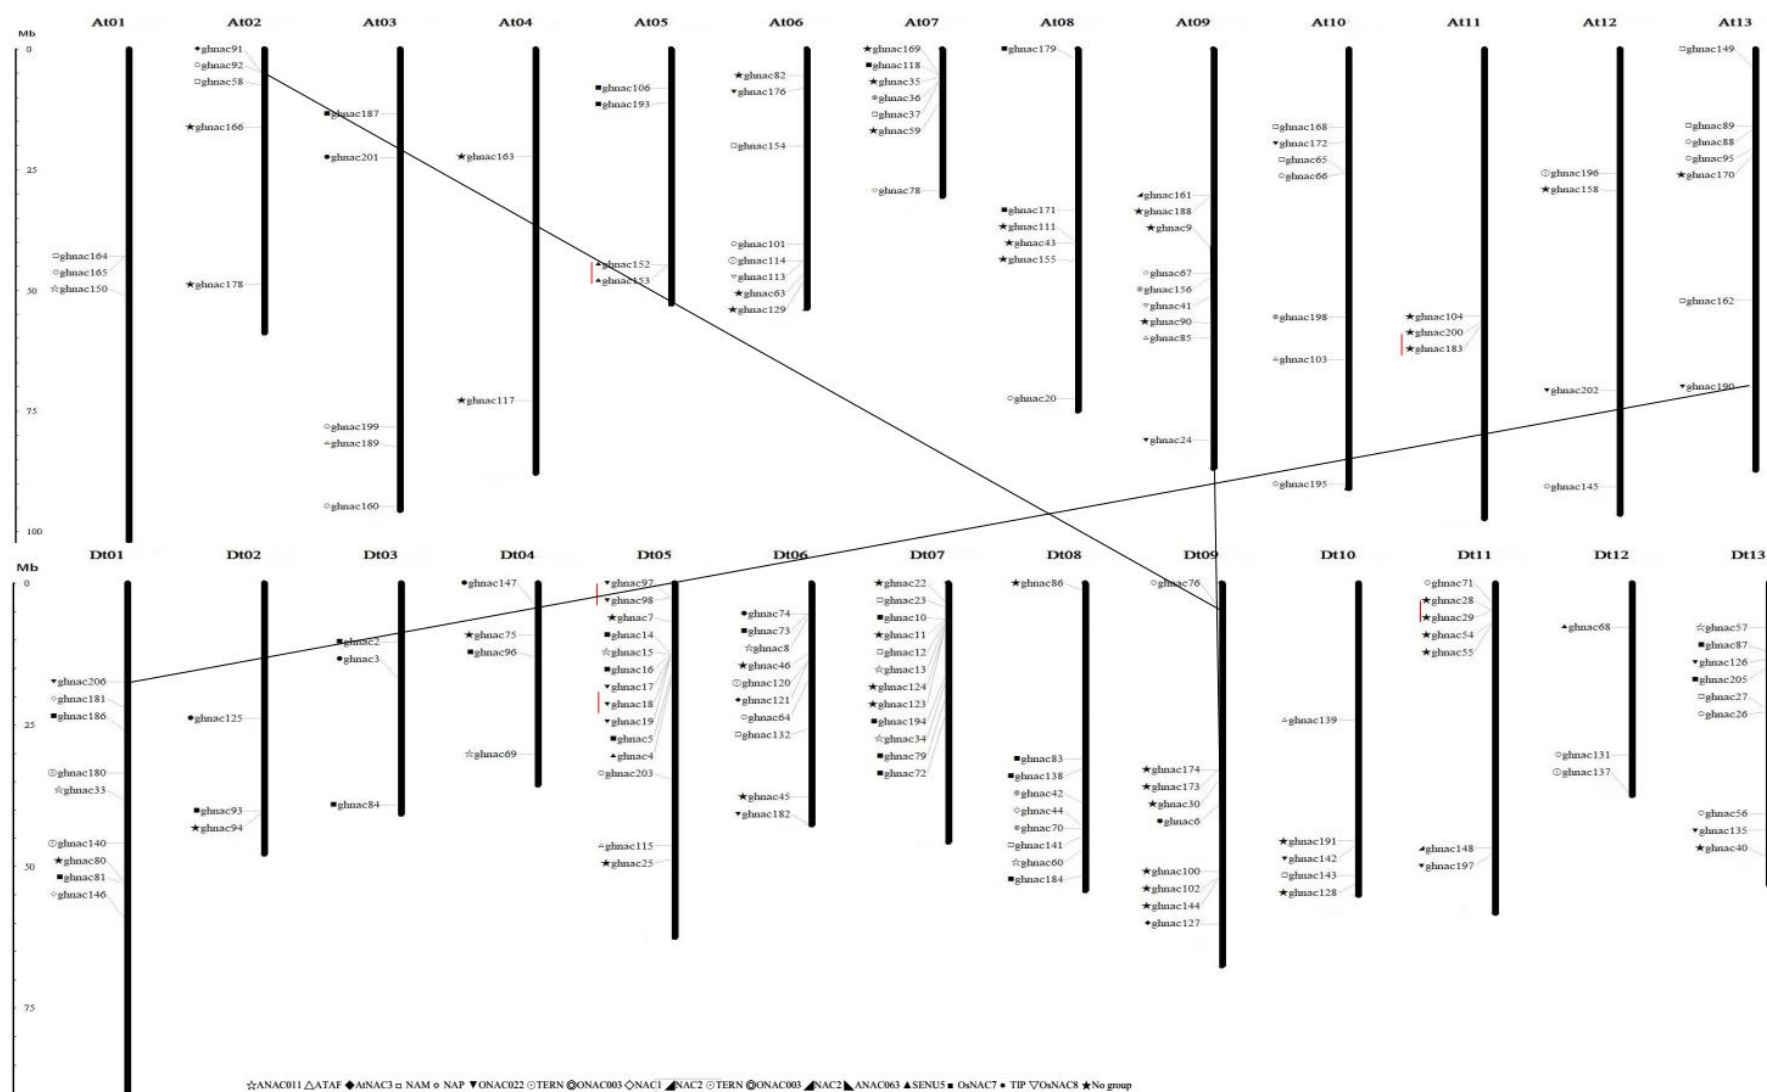 At01 At02 At03 At04 At05 At06 At07 At08 At09 At10 At11 At12 At13
Mb
0
25
50
75
100
ghnac164
ghnac165
ghnac150
ghnac91
ghnac92
ghnac58
ghnac166
ghnac178
ghnac187
ghnac201
ghnac199
ghnac189
ghnac160
ghnac163
ghnac117
ghnac106
ghnac193
ghnac152
ghnac153
ghnac82
ghnac176
ghnac154
ghnac101
ghnac114
ghnac113
ghnac63
ghnac129
ghnac169
ghnac118
ghnac35
ghnac36
ghnac37
ghnac59
ghnac78
ghnac179
ghnac171
ghnac111
ghnac43
ghnac155
ghnac20
ghnac161
ghnac188
ghnac9
ghnac67
ghnac156
ghnac41
ghnac90
ghnac85
ghnac24
ghnac168
ghnac172
ghnac65
ghnac66
ghnac198
ghnac103
ghnac195
ghnac104
ghnac200
ghnac183
ghnac196
ghnac158
ghnac202
ghnac145
ghnac149
ghnac89
ghnac88
ghnac95
ghnac170
ghnac162
ghnac190
Dt01 Dt02 Dt03 Dt04 Dt05 Dt06 Dt07 Dt08 Dt09 Dt10 Dt11 Dt12 Dt13
Mb
0
25
50
75
ghnac206
ghnac181
ghnac186
ghnac180
ghnac33
ghnac140
ghnac80
ghnac81
ghnac146
ghnac125
ghnac93
ghnac94
ghnac2
ghnac3
ghnac84
ghnac147
ghnac75
ghnac96
ghnac69
ghnac97
ghnac98
ghnac7
ghnac14
ghnac15
ghnac16
ghnac17
ghnac18
ghnac19
ghnac5
ghnac4
ghnac203
ghnac115
ghnac25
ghnac74
ghnac73
ghnac8
ghnac46
ghnac120
ghnac121
ghnac64
ghnac132
ghnac45
ghnac182
ghnac22
ghnac23
ghnac10
ghnac11
ghnac12
ghnac13
ghnac124
ghnac123
ghnac194
ghnac34
ghnac79
ghnac72
ghnac86
ghnac83
ghnac138
ghnac42
ghnac44
ghnac70
ghnac141
ghnac60
ghnac184
ghnac76
ghnac174
ghnac173
ghnac30
ghnac6
ghnac100
ghnac102
ghnac144
ghnac127
ghnac139
ghnac191
ghnac142
ghnac143
ghnac128
ghnac71
ghnac28
ghnac29
ghnac54
ghnac55
ghnac148
ghnac197
ghnac68
ghnac131
ghnac137
ghnac57
ghnac87
ghnac126
ghnac205
ghnac27
ghnac26
ghnac56
ghnac135
ghnac40
☆ANAC011 △ATAF ◆AtNAC3 □ NAM ○ NAP ▼ONAC022 ⊙TERN ◎ONAC003 ◇NAC1 ◢NAC2 ⊙TERN ◎ONAC003 ◢NAC2 ◣ANAC063 ▲SENU5 ■ OsNAC7 ● TIP ▽OsNAC8 ★No group